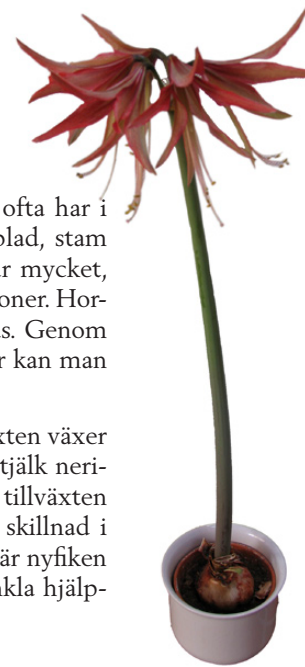 ofta har i
blad, stam
r mycket,
oner. Hor-
s. Genom
r kan man
xten växer
tjälk neri-
tillväxten
skillnad i
är nyfiken
kla hjälp-